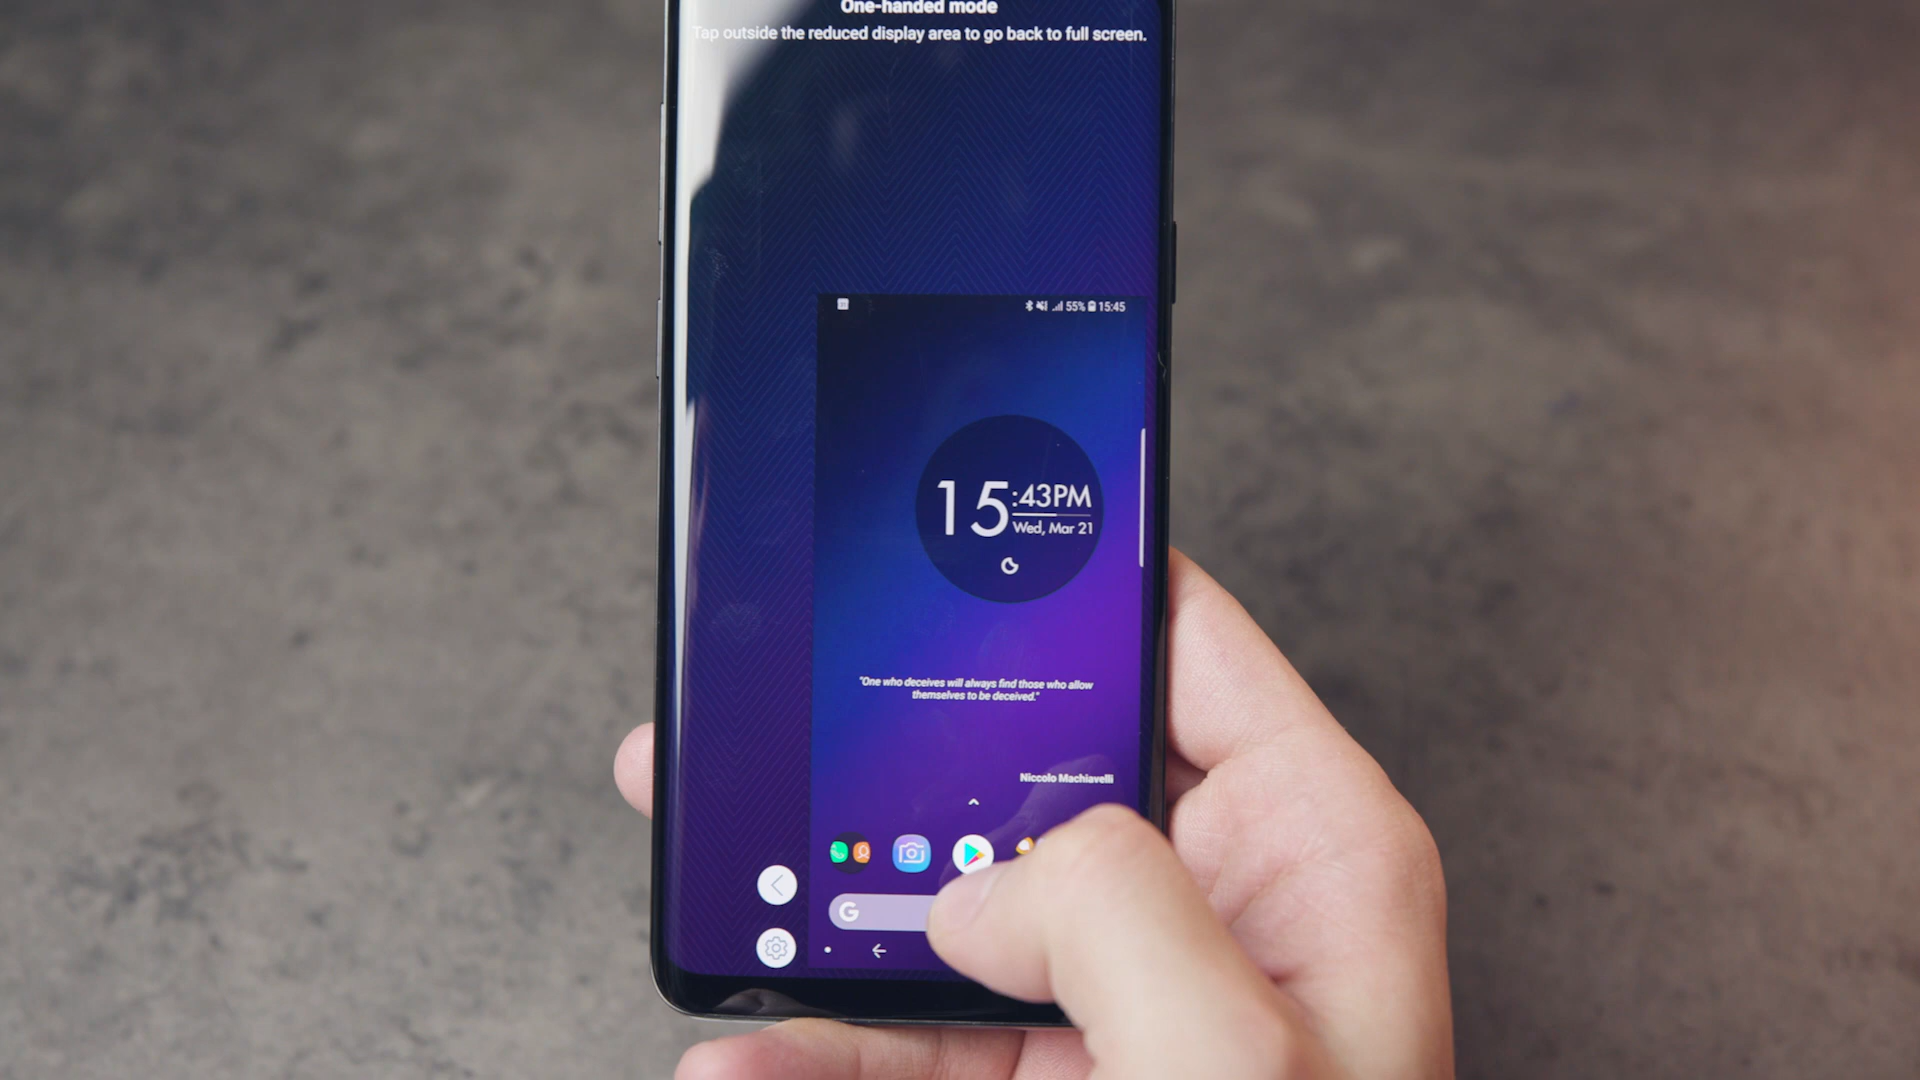 One-handed mode
Tap outside the reduced display area to go back to full screen.
55% 15:45
15:43PM
Wed, Mar 21
"One who deceives will always find those who allow
themselves to be deceived."
Niccolo Machiavelli
G